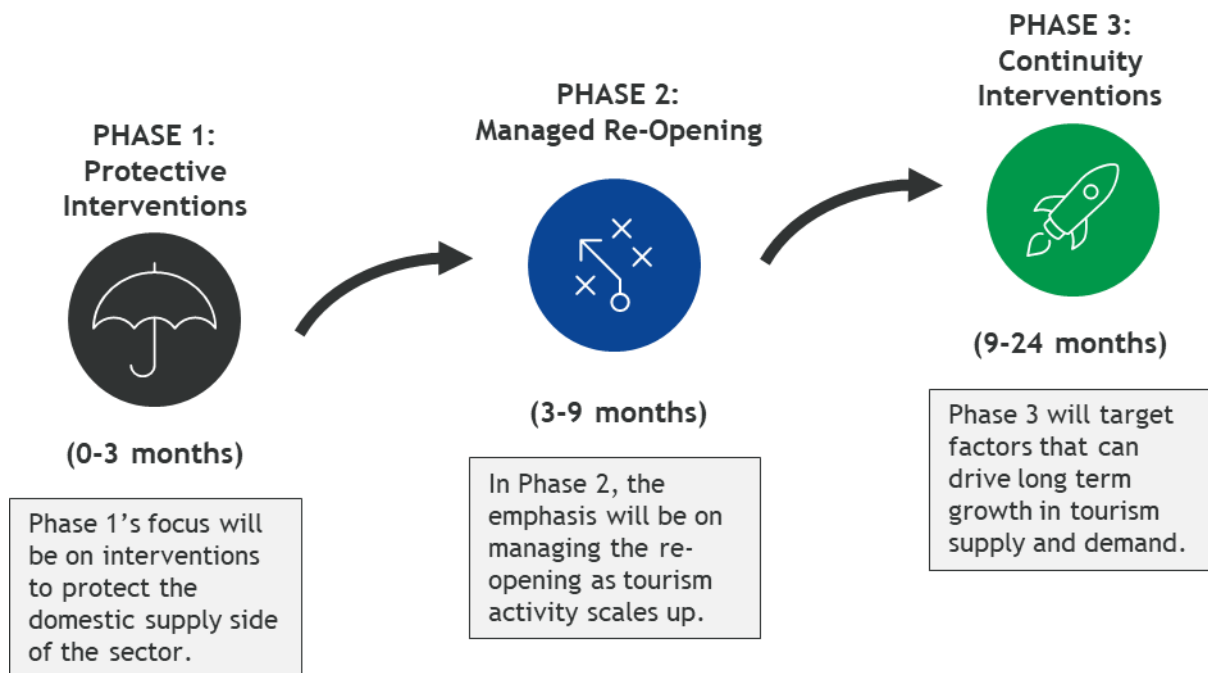 PHASE 1:
Protective
Interventions
(0-3 months)
Phase 1’s focus will
be on interventions
to protect the
domestic supply side
of the sector.
PHASE 2:
Managed Re-Opening
(3-9 months)
In Phase 2, the
emphasis will be on
managing the re-
opening as tourism
activity scales up.
PHASE 3:
Continuity
Interventions
(9-24 months)
Phase 3 will target
factors that can
drive long term
growth in tourism
supply and demand.